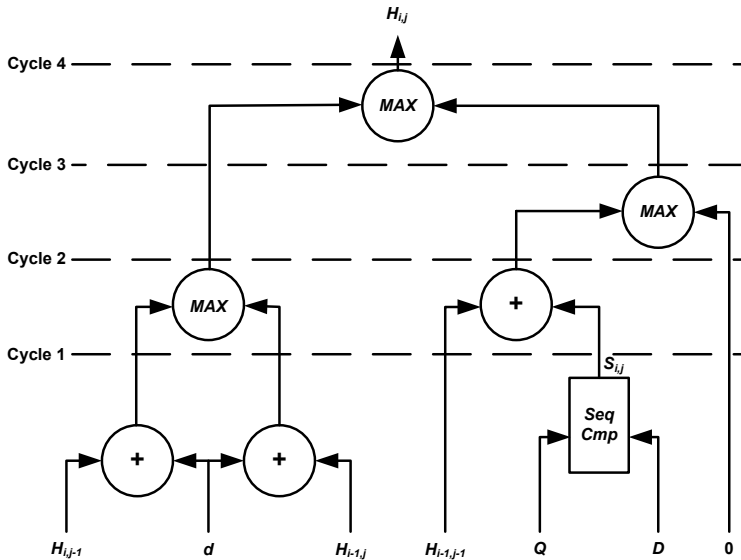 H_{i,j}
Cycle 4
MAX
Cycle 3
MAX
Cycle 2
MAX
+
Cycle 1
S_{i,j}
Seq
Cmp
+
+
H_{i,j-1}
d
H_{i-1,j}
H_{i-1,j-1}
Q
D
0